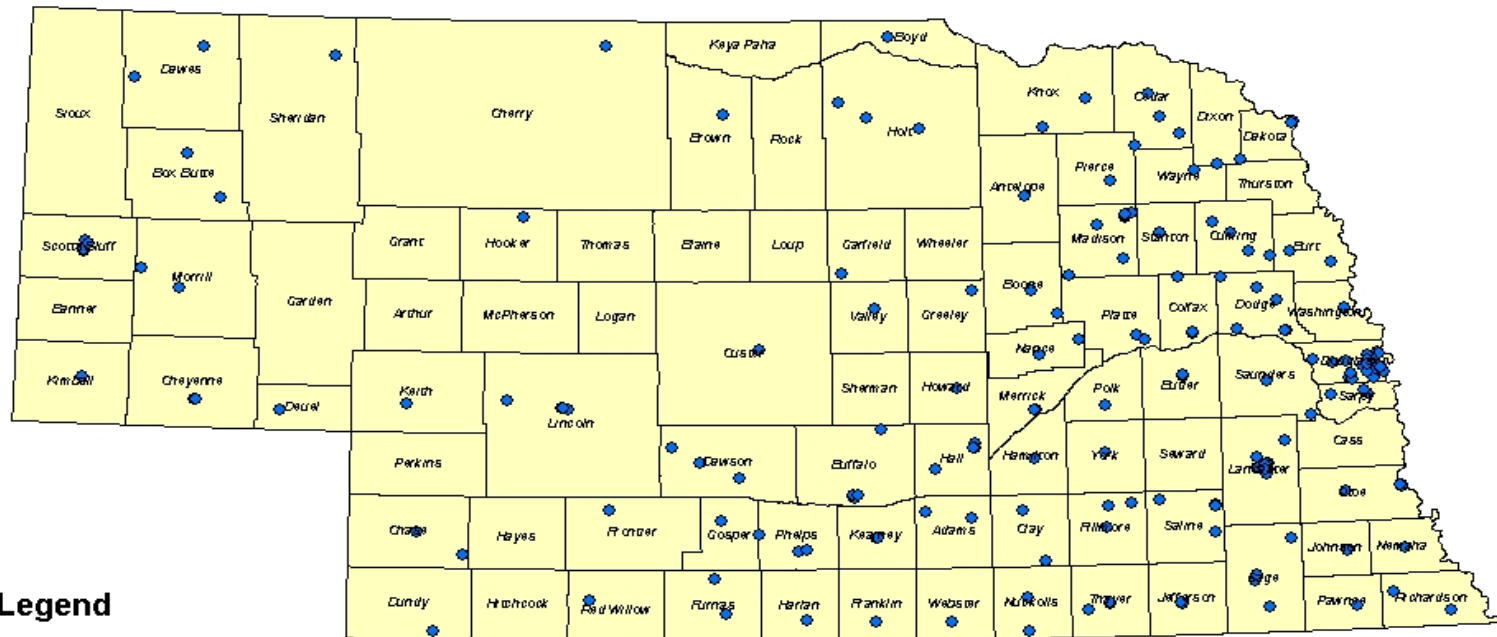 Keya Paha
Boyd
Dawes
Sioux
Sheridan
Cherry
Knox
Cedar
Dixon
Dakota
Brown
Rock
Holt
Box Butte
Antelope
Pierce
Wayne
Thurston
Scotts Bluff
Grant
Hooker
Thomas
Blaine
Loup
Garfield
Wheeler
Madison
Stanton
Cuming
Burt
Morrill
Banner
Garden
Arthur
McPherson
Logan
Valley
Greeley
Boone
Platte
Colfax
Dodge
Washington
Custer
Nance
Kimball
Cheyenne
Deuel
Keith
Lincoln
Sherman
Howard
Merrick
Polk
Butler
Saunders
Douglas
Sarpy
Perkins
Dawson
Buffalo
Hall
Hamilton
York
Seward
Lancaster
Cass
Otoe
Chase
Hayes
Frontier
Gosper
Phelps
Kearney
Adams
Clay
Fillmore
Saline
Johnson
Nemaha
Gage
Legend
Dundy
Hitchcock
Red Willow
Furnas
Harlan
Franklin
Webster
Nuckolls
Thayer
Jefferson
Pawnee
Richardson